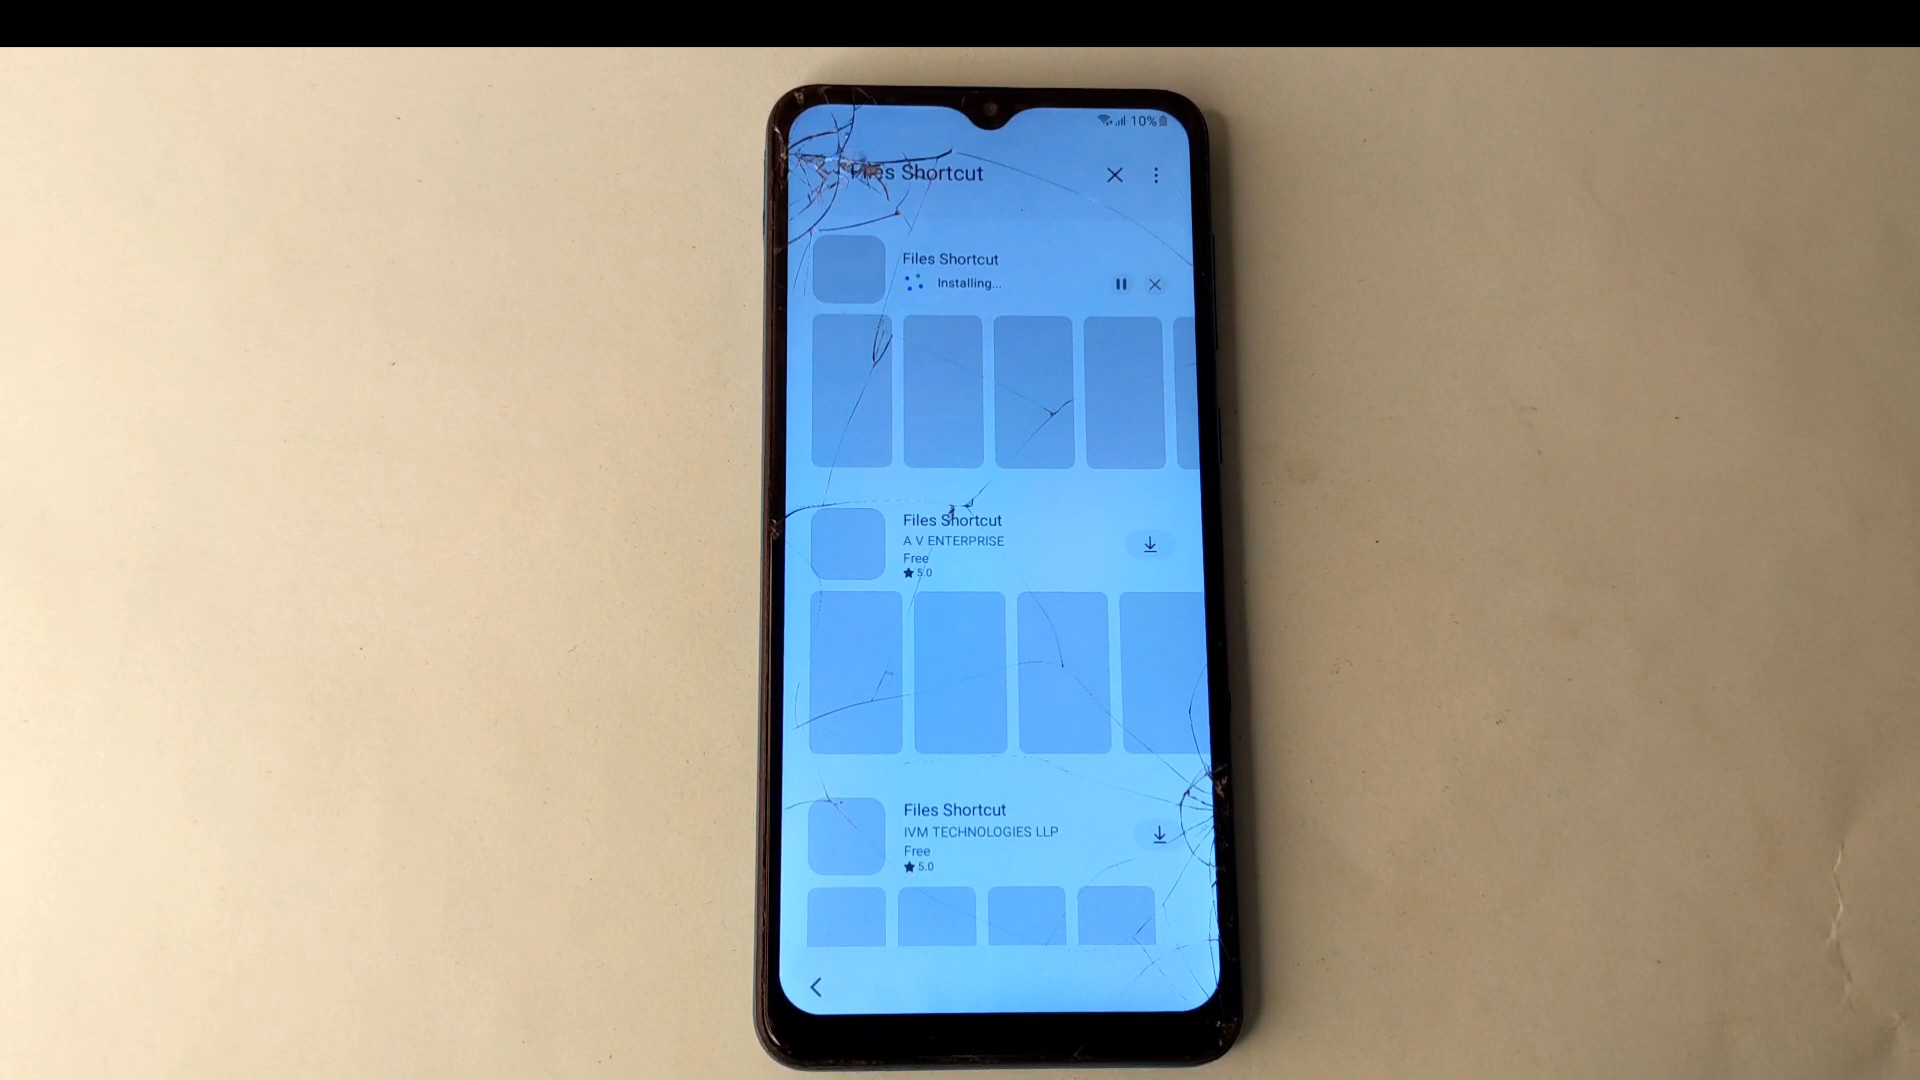 10%
Files Shortcut
Files Shortcut
Installing...
Files Shortcut
A V ENTERPRISE
Free
★ 5.0
Files Shortcut
IVM TECHNOLOGIES LLP
Free
★ 5.0